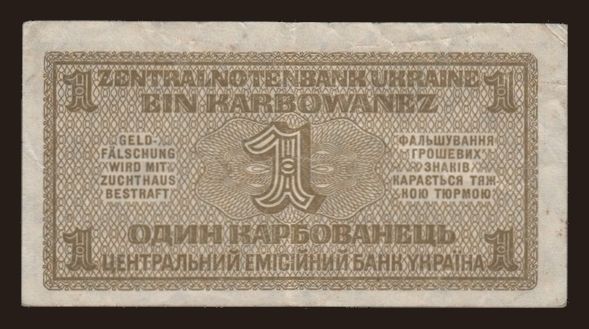 1 ZENTRALNOTENBANK UKRAINE 1
EIN KARBOWANEZ
GELD-
FÄLSCHUNG
WIRD MIT
ZUCHTHAUS
BESTRAFT
1
ФАЛЬШУВАННЯ
ГРОШЕВИХ
ЗНАКІВ
КАРАЄТЬСЯ ТЯЖ-
КОЮ ТЮРМОЮ
ОДИН КАРБОВАНЕЦЬ
1 ЦЕНТРАЛЬНИЙ ЕМІСІЙНИЙ БАНК УКРАЇНА 1